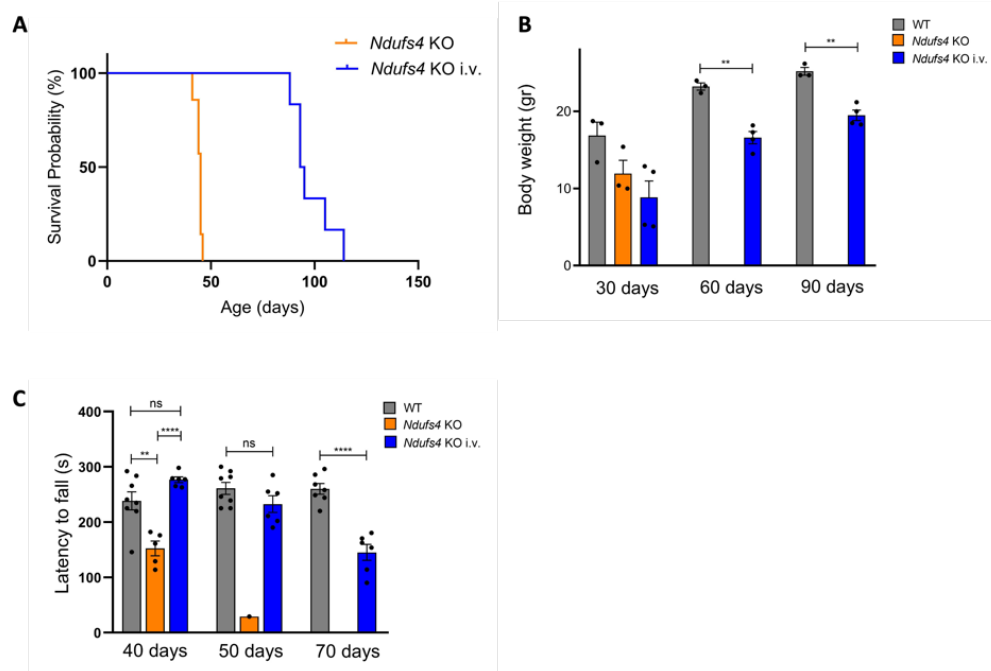 A
Ndufs4 KO
Ndufs4 KO i.v.
Survival Probability (%)
100
50
0
0 50 100 150
Age (days)
B
WT
Ndufs4 KO
Ndufs4 KO i.v.
Body weight (gr)
20
10
0
** **
30 days 60 days 90 days
C
WT
Ndufs4 KO
Ndufs4 KO i.v.
Latency to fall (s)
400
300
200
100
0
ns
** ****
ns
****
40 days 50 days 70 days